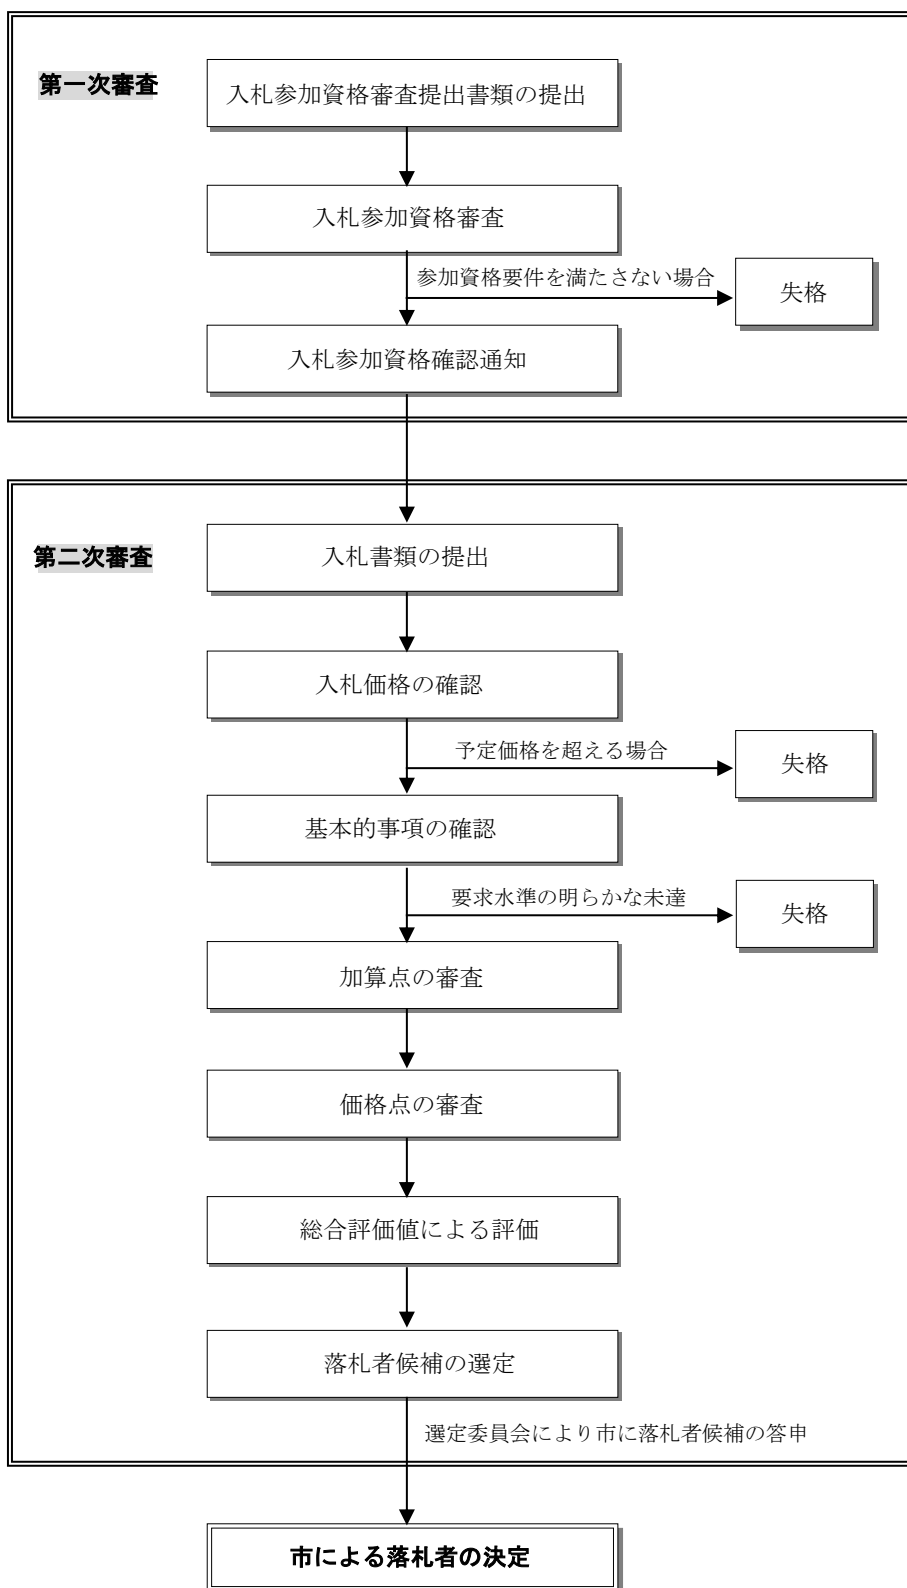 第一次審査
入札参加資格審査提出書類の提出
入札参加資格審査
参加資格要件を満たさない場合
失格
入札参加資格確認通知
第二次審査
入札書類の提出
入札価格の確認
予定価格を超える場合
失格
基本的事項の確認
要求水準の明らかな未達
失格
加算点の審査
価格点の審査
総合評価値による評価
落札者候補の選定
選定委員会により市に落札者候補の答申
市による落札者の決定